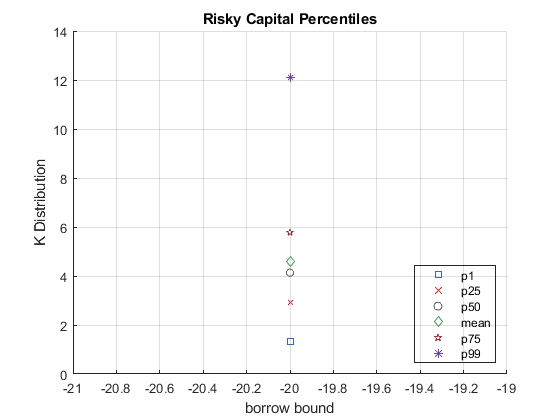 Risky Capital Percentiles
14
12
10
8
6
4
2
0
K Distribution
p1
p25
p50
mean
p75
p99
-21 -20.8 -20.6 -20.4 -20.2 -20 -19.8 -19.6 -19.4 -19.2 -19
borrow bound